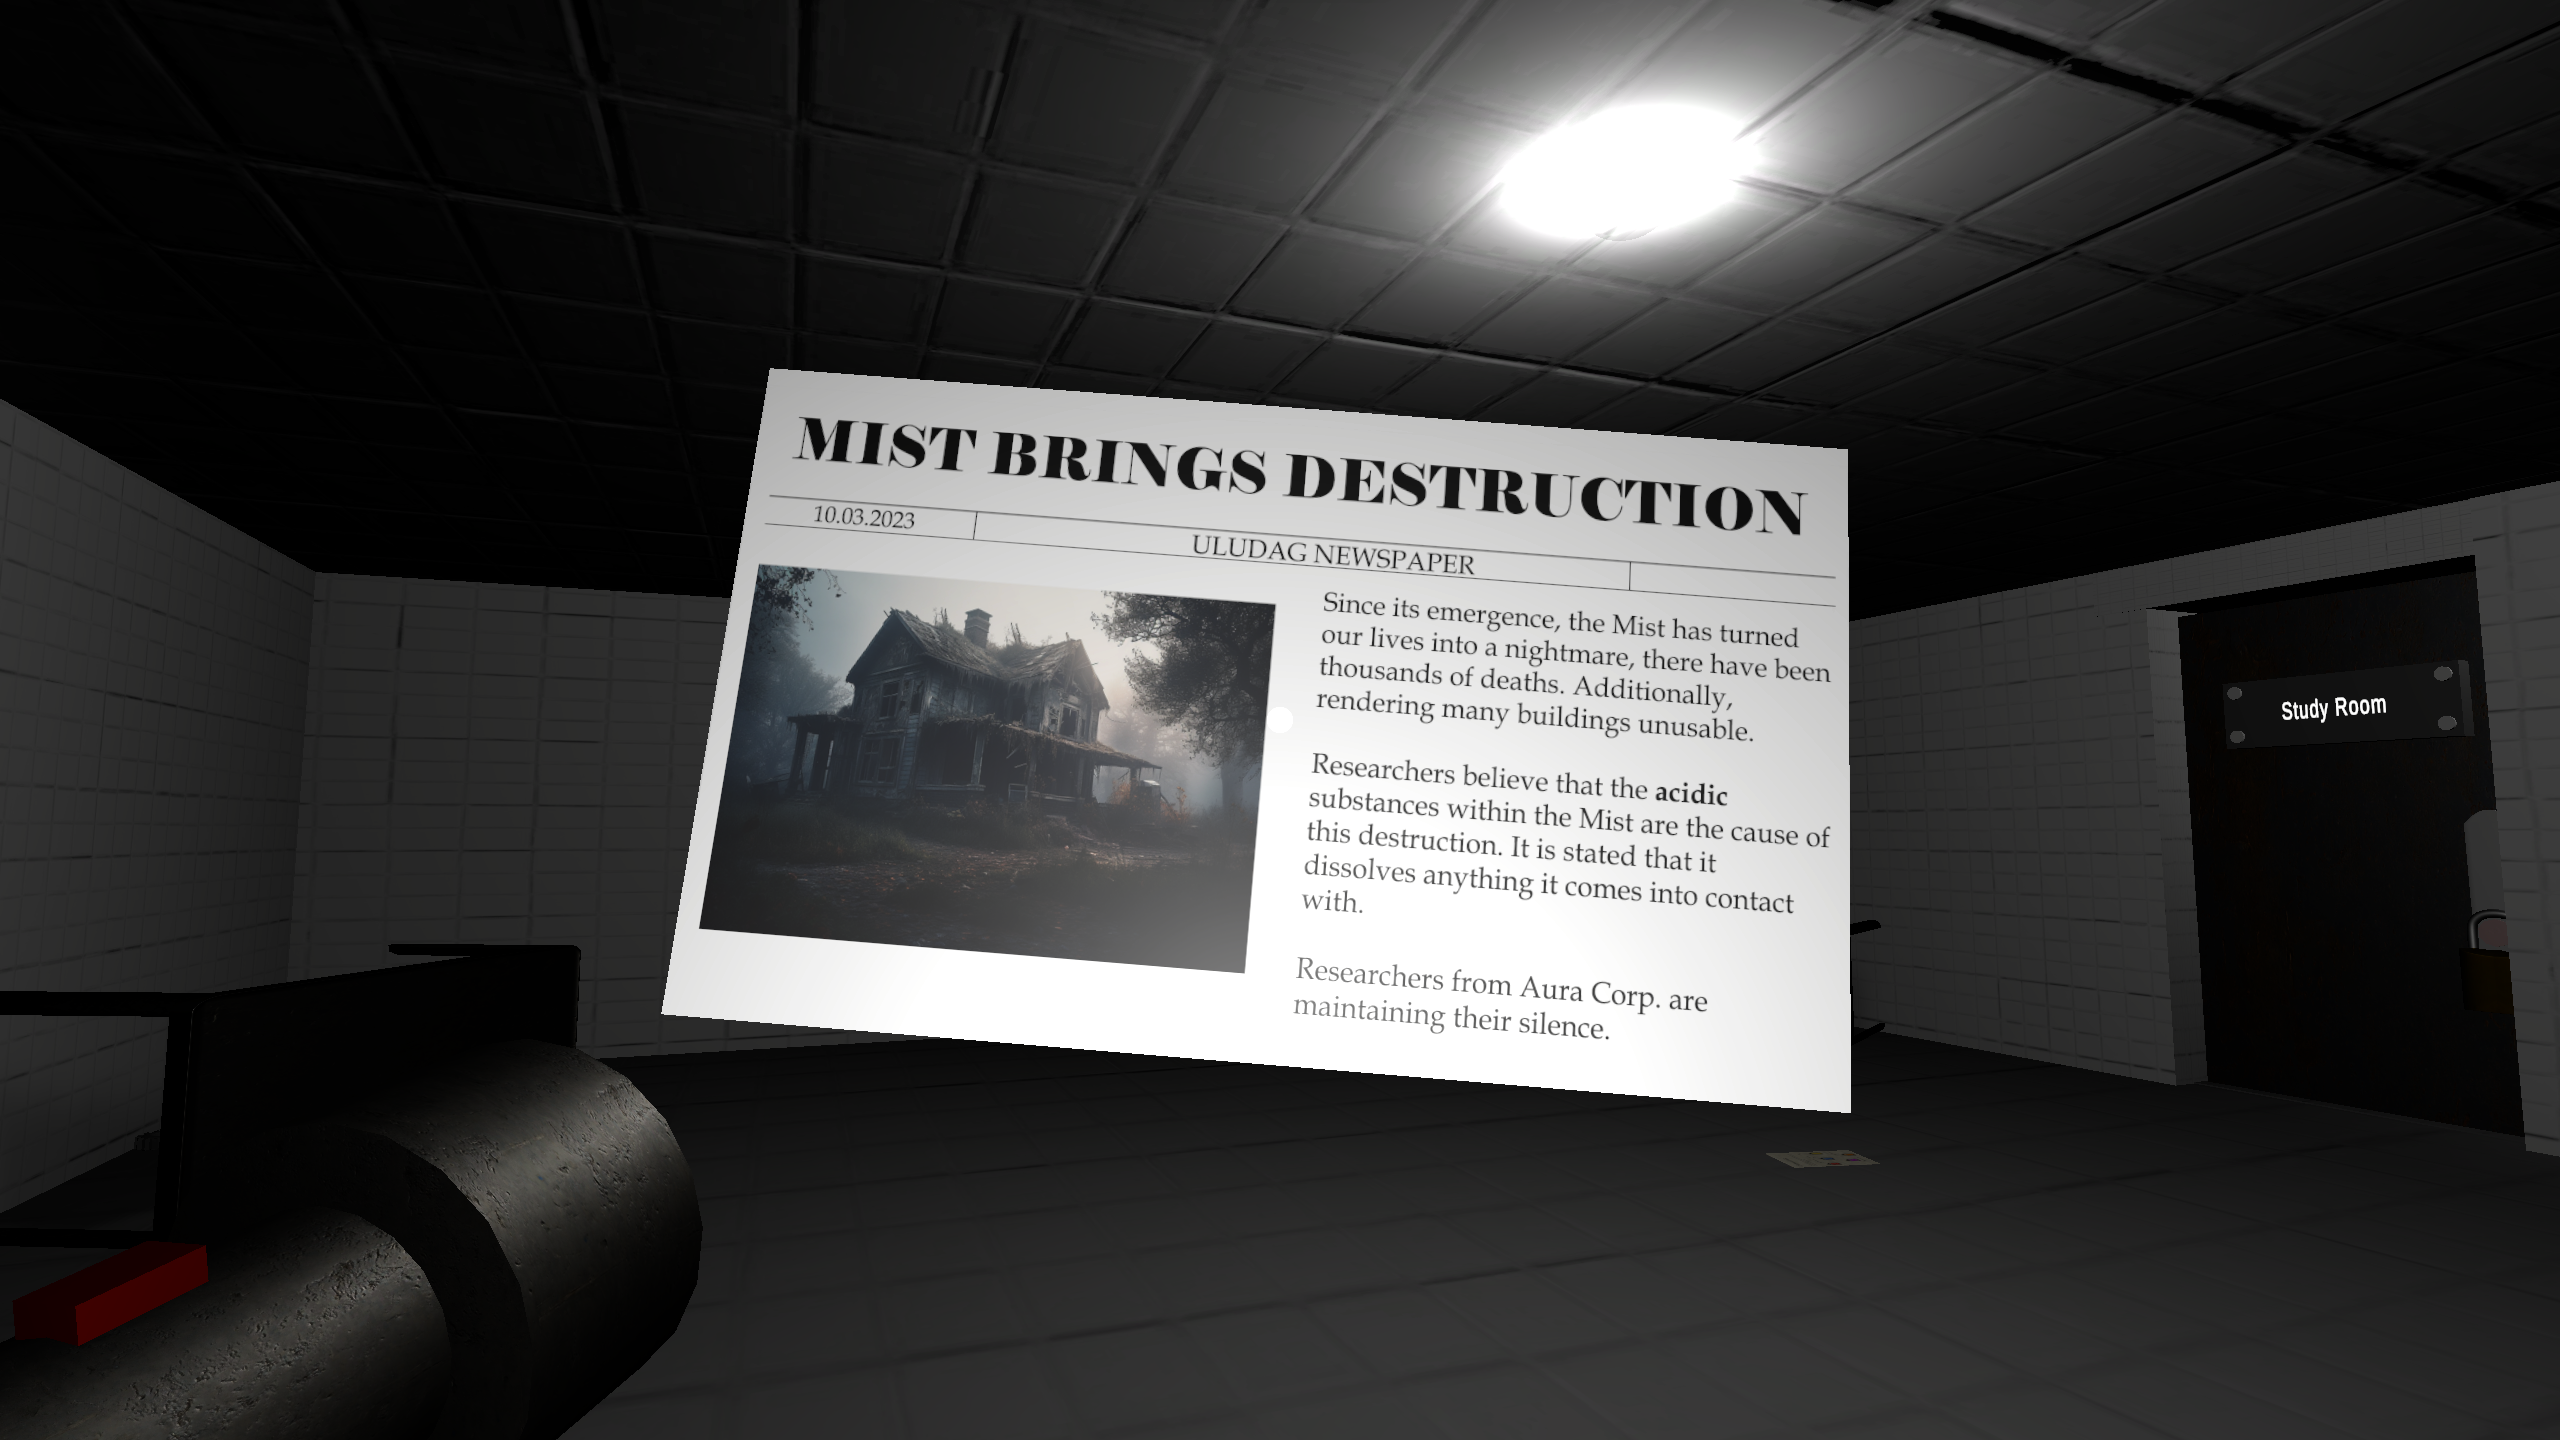 MIST BRINGS DESTRUCTION
10.03.2023
ULUDAG NEWSPAPER
Since its emergence, the Mist has turned
our lives into a nightmare, there have been
thousands of deaths. Additionally,
rendering many buildings unusable.
Researchers believe that the acidic
substances within the Mist are the cause of
this destruction. It is stated that it
dissolves anything it comes into contact
with.
Researchers from Aura Corp. are
maintaining their silence.
Study Room